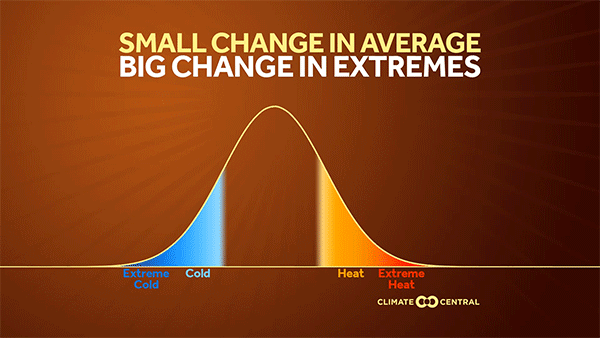 SMALL CHANGE IN AVERAGE
BIG CHANGE IN EXTREMES
Extreme Cold
Cold
Heat
Extreme Heat
CLIMATE CENTRAL